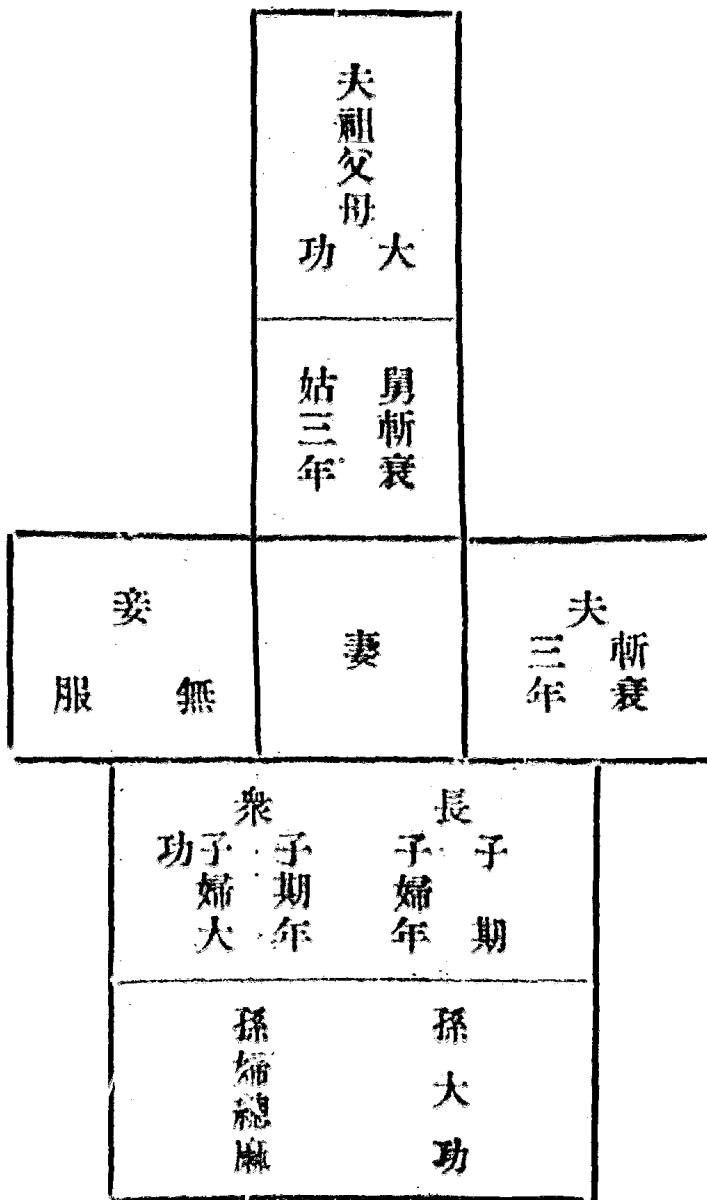 夫祖父母
大功
舅斬衰
姑三年
夫
斬衰
三年
妻
妾
無服
長
子期
子婦年
衆
子期年
子婦大
功
孫大功
孫婦緦麻